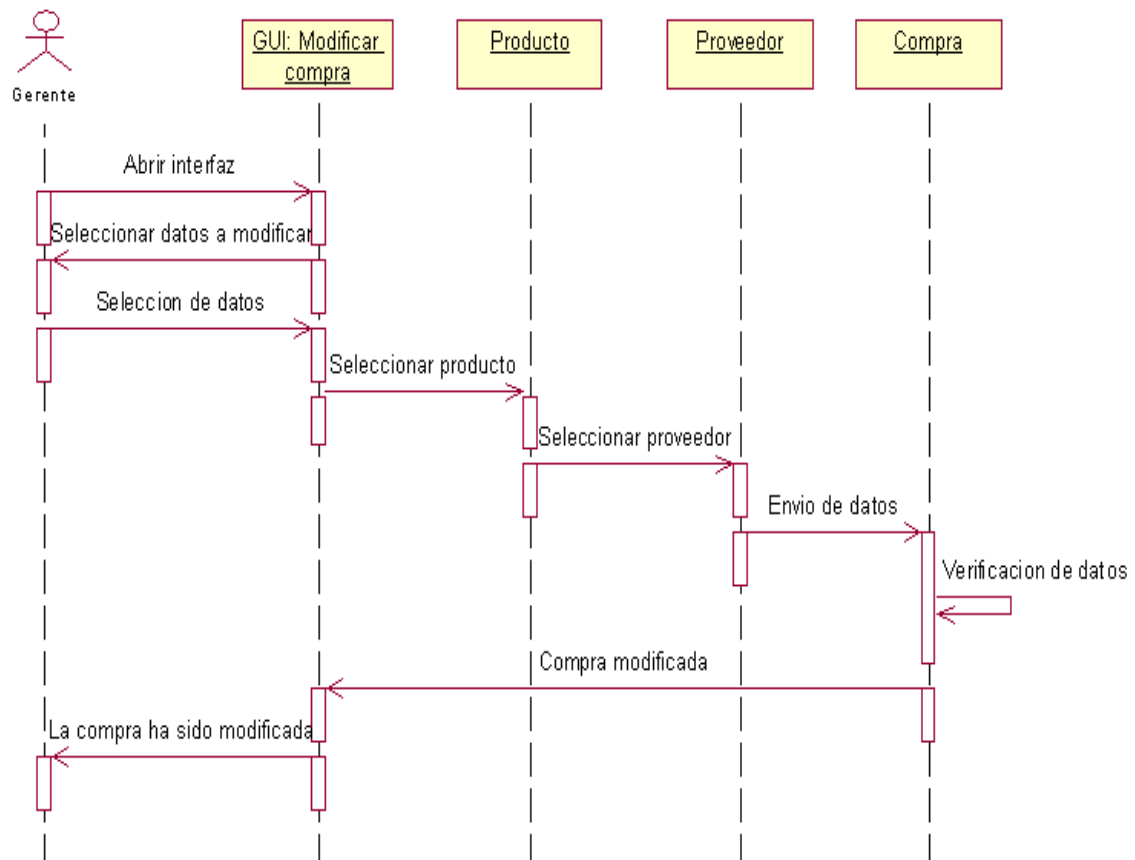 Gerente
GUI: Modificar
compra
Producto
Proveedor
Compra
Abrir interfaz
Seleccionar datos a modificar
Seleccion de datos
Seleccionar producto
Seleccionar proveedor
Envio de datos
Verificacion de datos
Compra modificada
La compra ha sido modificada